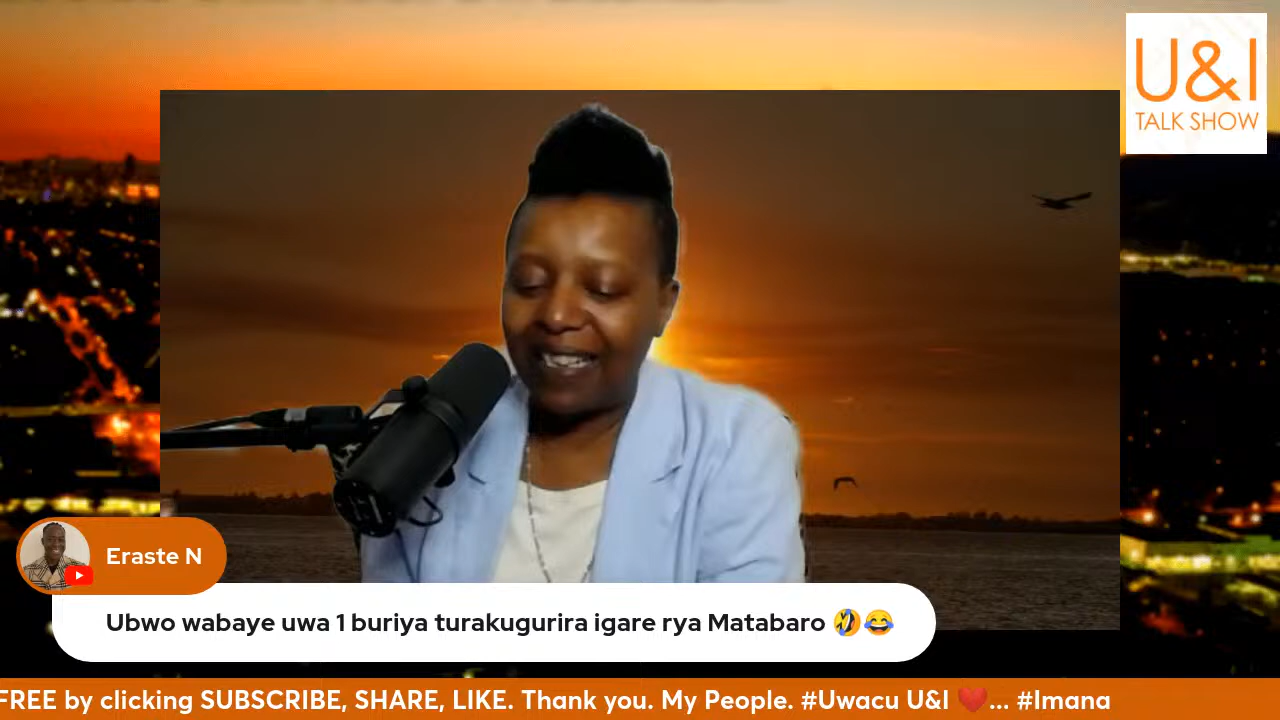 U&I
TALK SHOW
Eraste N
Ubwo wabaye uwa 1 buriya turakugurira igare rya Matabaro 🤣😂
FREE by clicking SUBSCRIBE, SHARE, LIKE. Thank you. My People. #Uwacu U&I ❤️... #Imana